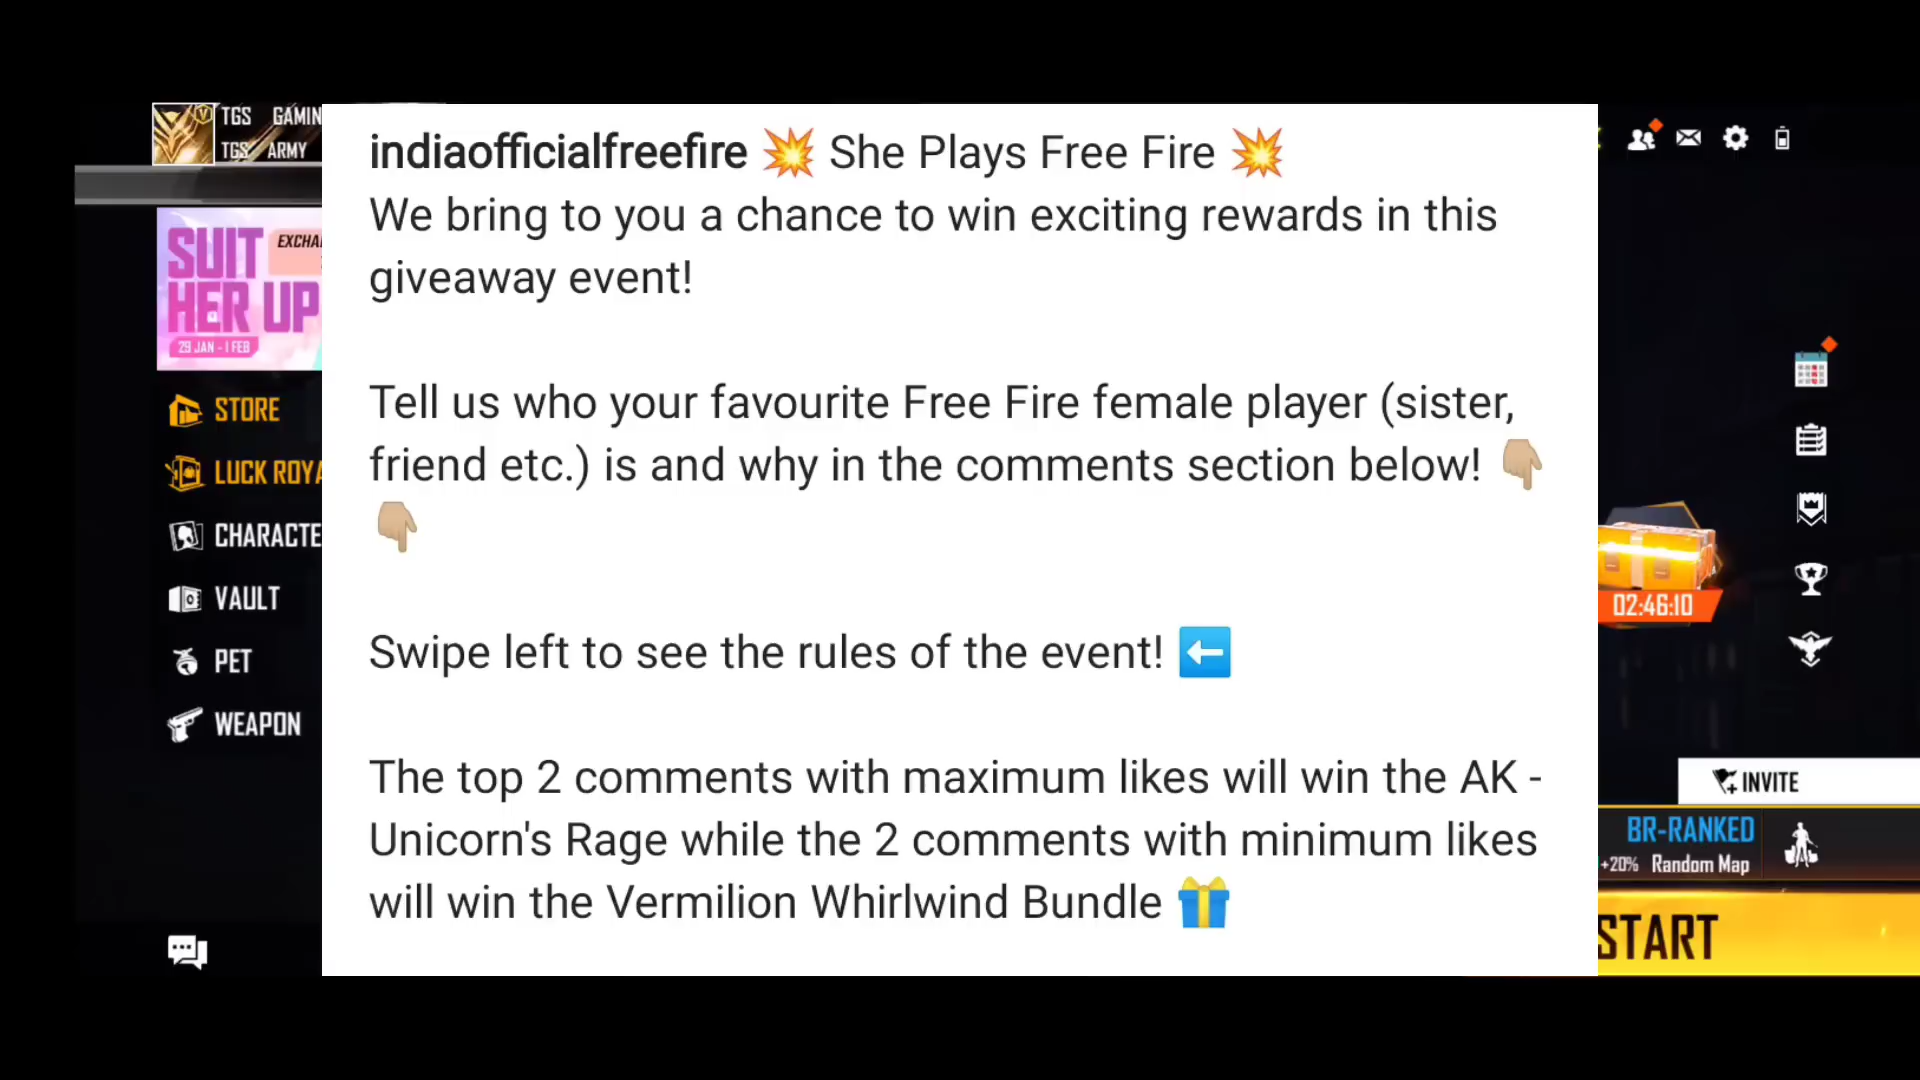 TGS GAMIN
TGS ARMY
indiaofficialfreefire 💥 She Plays Free Fire 💥
We bring to you a chance to win exciting rewards in this
giveaway event!
Tell us who your favourite Free Fire female player (sister,
friend etc.) is and why in the comments section below! 👇🏼
👇🏼
Swipe left to see the rules of the event! ⬅️
The top 2 comments with maximum likes will win the AK -
Unicorn's Rage while the 2 comments with minimum likes
will win the Vermilion Whirlwind Bundle 🎁
SUIT
HER UP
EXCHA
29 JAN - 1 FEB
STORE
LUCK ROYA
CHARACTE
VAULT
PET
WEAPON
02:46:10
INVITE
BR-RANKED
+20% Random Map
START